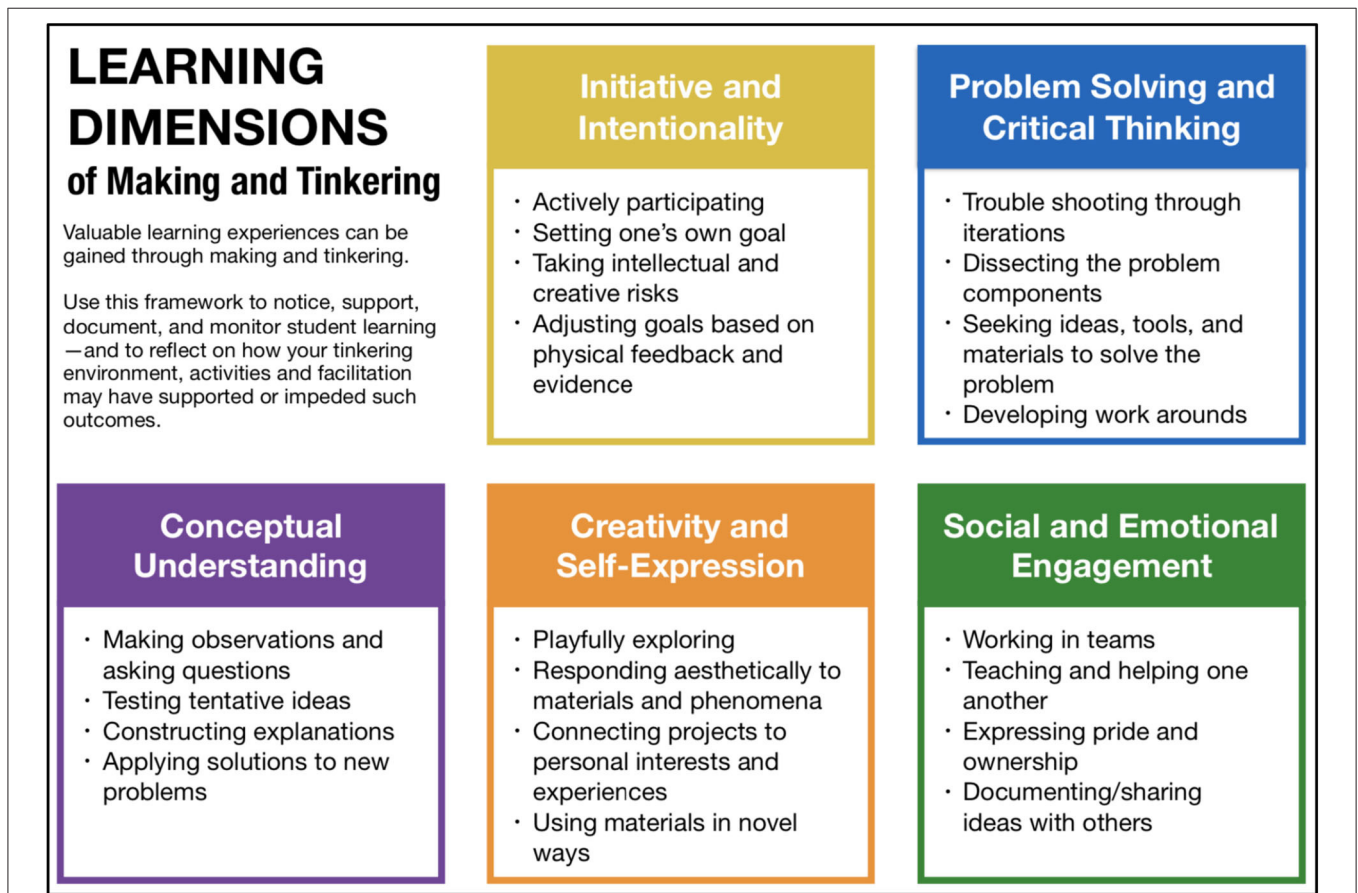 LEARNING
DIMENSIONS
of Making and Tinkering
Valuable learning experiences can be
gained through making and tinkering.
Use this framework to notice, support,
document, and monitor student learning
—and to reflect on how your tinkering
environment, activities and facilitation
may have supported or impeded such
outcomes.
Initiative and
Intentionality
· Actively participating
· Setting one's own goal
· Taking intellectual and
creative risks
· Adjusting goals based on
physical feedback and
evidence
Problem Solving and
Critical Thinking
· Trouble shooting through
iterations
· Dissecting the problem
components
· Seeking ideas, tools, and
materials to solve the
problem
· Developing work arounds
Conceptual
Understanding
· Making observations and
asking questions
· Testing tentative ideas
· Constructing explanations
· Applying solutions to new
problems
Creativity and
Self-Expression
· Playfully exploring
· Responding aesthetically to
materials and phenomena
· Connecting projects to
personal interests and
experiences
· Using materials in novel
ways
Social and Emotional
Engagement
· Working in teams
· Teaching and helping one
another
· Expressing pride and
ownership
· Documenting/sharing
ideas with others